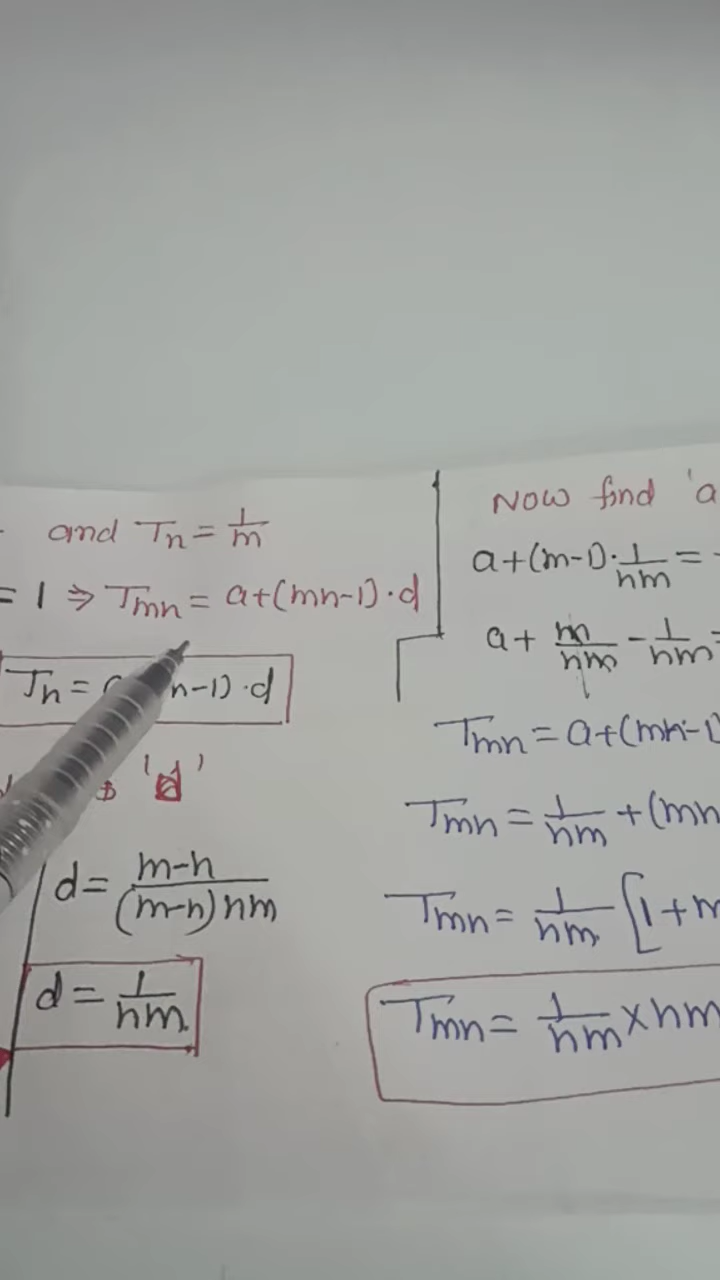 and Tn = 1/m
= 1 ⇒ Tmn = a+(mn-1)·d
Tn = n-1)·d
'd'
d = m-n/(m-n)nm
d = 1/nm.
Now find 'a
a+(m-1)·1/nm =
a + m/nm - 1/nm =
Tmn = a+(mn-1)
Tmn = 1/nm + (mn
Tmn = 1/nm. [1+m
Tmn = 1/nm × nm